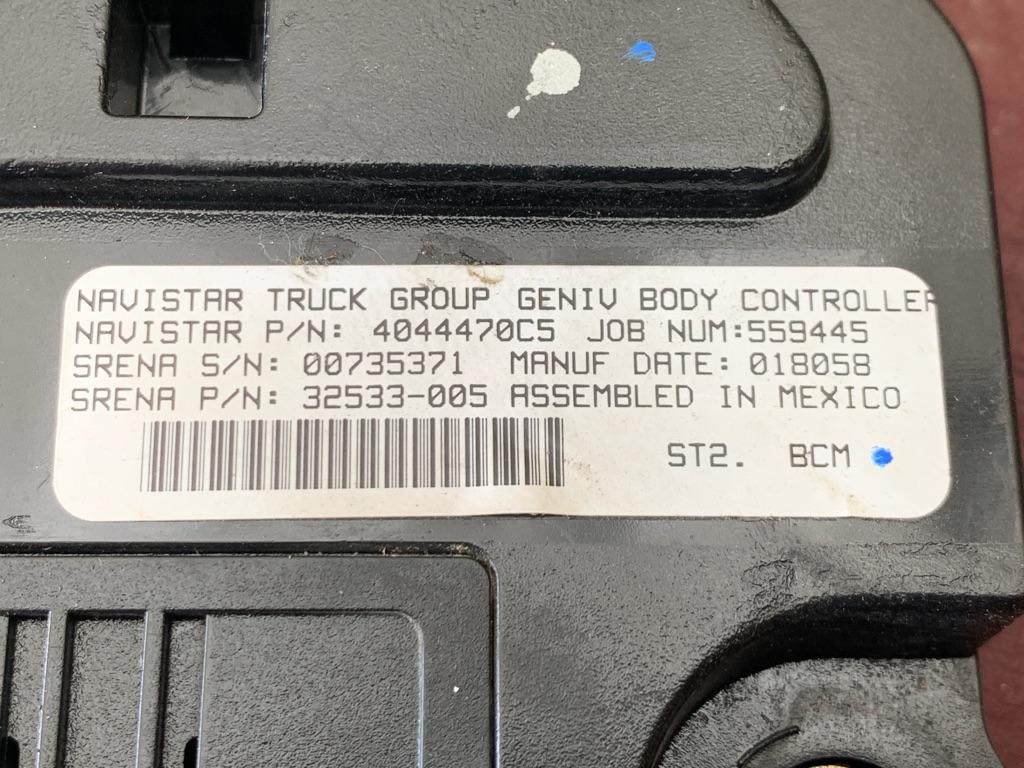 NAVISTAR TRUCK GROUP GENIV BODY CONTROLLER
NAVISTAR P/N: 4044470C5 JOB NUM:559445
SRENA S/N: 00735371 MANUF DATE: 018058
SRENA P/N: 32533-005 ASSEMBLED IN MEXICO
ST2. BCM